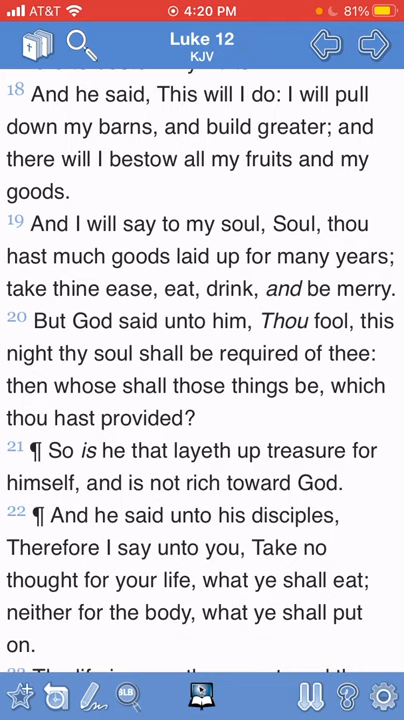 AT&T 4:20 PM 81%
Luke 12
KJV
18 And he said, This will I do: I will pull
down my barns, and build greater; and
there will I bestow all my fruits and my
goods.
19 And I will say to my soul, Soul, thou
hast much goods laid up for many years;
take thine ease, eat, drink, and be merry.
20 But God said unto him, Thou fool, this
night thy soul shall be required of thee:
then whose shall those things be, which
thou hast provided?
21 ¶ So is he that layeth up treasure for
himself, and is not rich toward God.
22 ¶ And he said unto his disciples,
Therefore I say unto you, Take no
thought for your life, what ye shall eat;
neither for the body, what ye shall put
on.
SLB